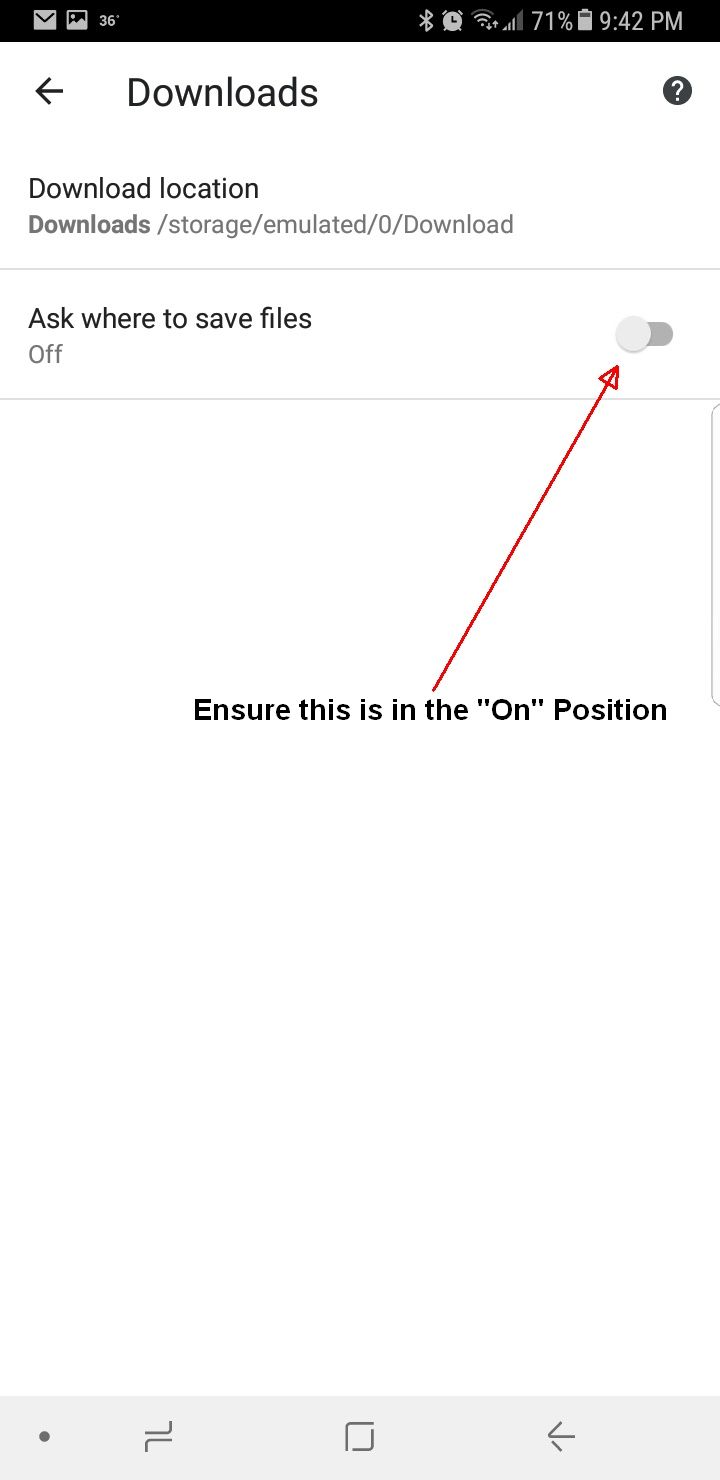 36°
71% 9:42 PM
Downloads
Download location
Downloads /storage/emulated/0/Download
Ask where to save files
Off
Ensure this is in the "On" Position